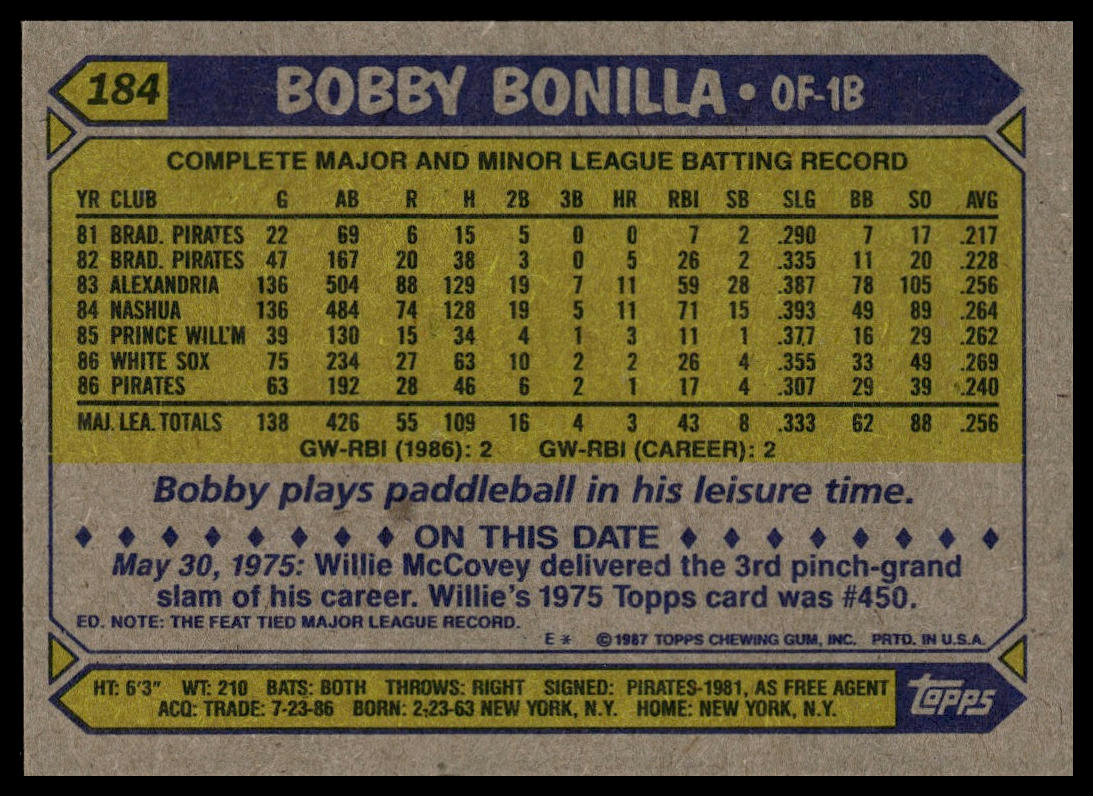 184 BOBBY BONILLA • OF-1B
COMPLETE MAJOR AND MINOR LEAGUE BATTING RECORD
YR CLUB G AB R H 2B 3B HR RBI SB SLG BB SO AVG
81 BRAD. PIRATES 22 69 6 15 5 0 0 7 2 .290 7 17 .217
82 BRAD. PIRATES 47 167 20 38 3 0 5 26 2 .335 11 20 .228
83 ALEXANDRIA 136 504 88 129 19 7 11 59 28 .387 78 105 .256
84 NASHUA 136 484 74 128 19 5 11 71 15 .393 49 89 .264
85 PRINCE WILL'M 39 130 15 34 4 1 3 11 1 .377 16 29 .262
86 WHITE SOX 75 234 27 63 10 2 2 26 4 .355 33 49 .269
86 PIRATES 63 192 28 46 6 2 1 17 4 .307 29 39 .240
MAJ. LEA. TOTALS 138 426 55 109 16 4 3 43 8 .333 62 88 .256
GW-RBI (1986): 2 GW-RBI (CAREER): 2
Bobby plays paddleball in his leisure time.
ON THIS DATE
May 30, 1975: Willie McCovey delivered the 3rd pinch-grand
slam of his career. Willie's 1975 Topps card was #450.
ED. NOTE: THE FEAT TIED MAJOR LEAGUE RECORD.
E * © 1987 TOPPS CHEWING GUM, INC. PRTD. IN U.S.A.
HT: 6'3" WT: 210 BATS: BOTH THROWS: RIGHT SIGNED: PIRATES-1981, AS FREE AGENT
ACQ: TRADE: 7-23-86 BORN: 2-23-63 NEW YORK, N.Y. HOME: NEW YORK, N.Y.
topps